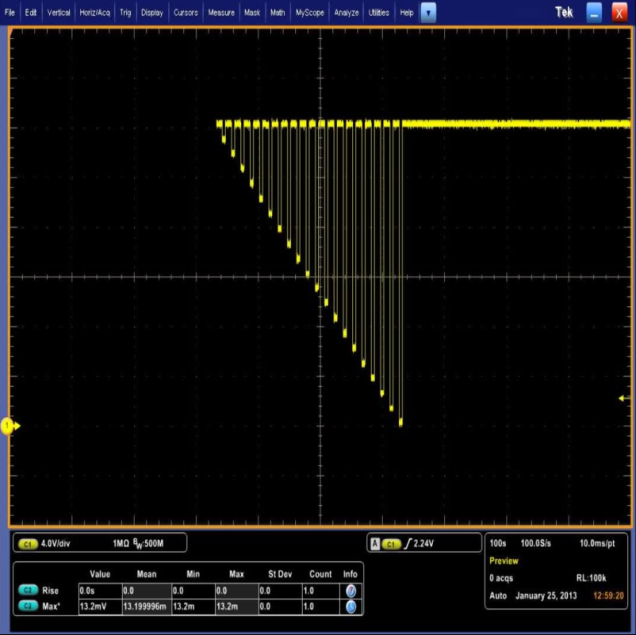 File Edit Vertical Horiz/Acq Trig Display Cursors Measure Mask Math MyScope Analyze Utilities Help Tek X
1
C1 4.0V/div 1MΩ BW:500M
A C1 2.24V
100s 100.0S/s 10.0ms/pt
Preview
0 acqs RL:100k
Auto January 25, 2013 12:59:20
Value Mean Min Max St Dev Count Info
C2 Rise 0.0s 0.0 0.0 0.0 0.0 1.0
C2 Max* 13.2mV 13.199996m 13.2m 13.2m 0.0 1.0